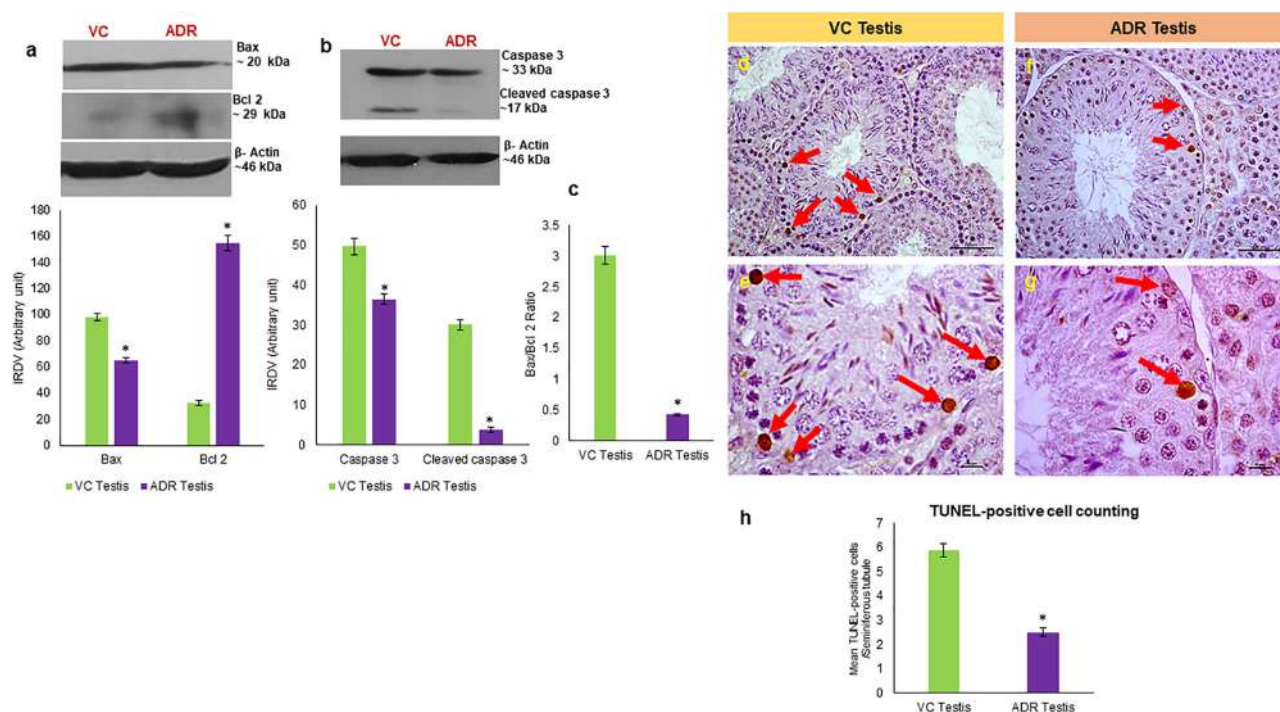 a
VC ADR
Bax
~ 20 kDa
Bcl 2
~ 29 kDa
β- Actin
~46 kDa
b
VC ADR
Caspase 3
~ 33 kDa
Cleaved caspase 3
~17 kDa
β- Actin
~46 kDa
IRDV (Arbitrary unit)
180
160
140
120
100
80
60
40
20
0
*
*
Bax Bcl 2
VC Testis ADR Testis
IRDV (Arbitrary unit)
60
50
40
30
20
10
0
*
*
Caspase 3 Cleaved caspase 3
VC Testis ADR Testis
c
Bax/Bcl 2 Ratio
3.5
3
2.5
2
1.5
1
0.5
0
*
VC Testis ADR Testis
VC Testis ADR Testis
d
f
e
g
h
TUNEL-positive cell counting
Mean TUNEL-positive cells
/Seminiferous tubule
7
6
5
4
3
2
1
0
*
VC Testis ADR Testis